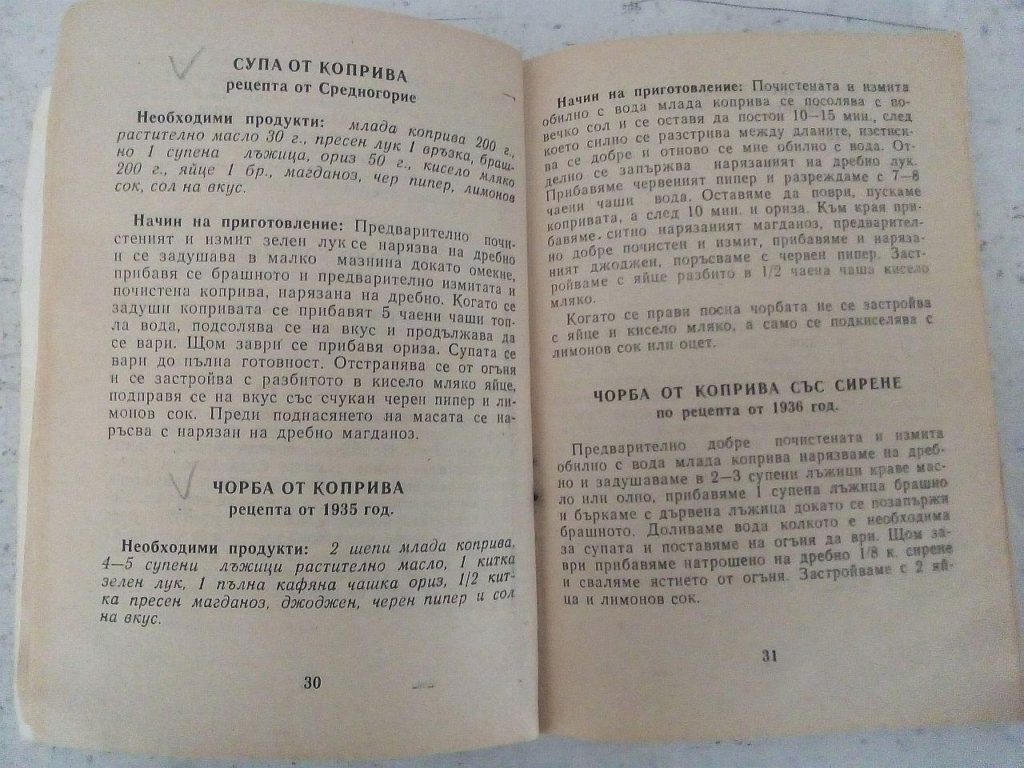 СУПА ОТ КОПРИВА
рецепта от Средногорие
Необходими продукти: млада коприва 200 г.,
растително масло 30 г., пресен лук 1 връзка, браш-
но 1 супена лъжица, ориз 50 г., кисело мляко
200 г., яйце 1 бр., магданоз, чер пипер, лимонов
сок, сол на вкус.
Начин на приготовление: Предварително почи-
стеният и измит зелен лук се нарязва на дребно
и се задушава в малко мазнина докато омекне,
прибавя се брашното и предварително измитата и
почистена коприва, нарязана на дребно. Когато се
задуши копривата се прибавят 5 чаени чаши топ-
ла вода, подсолява се на вкус и продължава да
се вари. Щом заври се прибавя ориза. Супата се
вари до пълна готовност. Отстранява се от огъня
и се застройва с разбитото в кисело мляко яйце,
подправя се на вкус със счукан черен пипер и ли-
монов сок. Преди поднасянето на масата се на-
ръсва с нарязан на дребно магданоз.
ЧОРБА ОТ КОПРИВА
рецепта от 1935 год.
Необходими продукти: 2 шепи млада коприва,
4—5 супени лъжици растително масло, 1 китка
зелен лук, 1 пълна кафяна чашка ориз, 1/2 кит-
ка пресен магданоз, джоджен, черен пипер и сол
на вкус.
30
Начин на приготовление: Почистената и измита
обилно с вода млада коприва се посолява с по-
вечко сол и се оставя да постои 10—15 мин., след
което силно се разстрива между дланите, изстиск-
ва се добре и отново се мие обилно с вода. От-
делно се запържва нарязаният на дребно лук.
Прибавяме червеният пипер и разреждаме с 7—8
чаени чаши вода. Оставяме да поври, пускаме
копривата, а след 10 мин. и ориза. Към края при-
бавяме ситно нарязаният магданоз, предварител-
но добре почистен и измит, прибавяме и наряза-
ният джоджен, поръсваме с червен пипер. Заст-
ройваме с яйце разбито в 1/2 чаена чаша кисело
мляко.
Когато се прави посна чорбата не се застройва
с яйце и кисело мляко, а само се подкиселява с
лимонов сок или оцет.
ЧОРБА ОТ КОПРИВА СЪС СИРЕНЕ
по рецепта от 1936 год.
Предварително добре почистената и измита
обилно с вода млада коприва нарязваме на дреб-
но и задушаваме в 2—3 супени лъжици краве мас-
ло или олио, прибавяме 1 супена лъжица брашно
и бъркаме с дървена лъжица докато се позапържи
брашното. Доливаме вода колкото е необходима
за супата и поставяме на огъня да ври. Щом за-
ври прибавяме натрошено на дребно 1/8 к. сирене
и сваляме ястието от огъня. Застройваме с 2 яй-
ца и лимонов сок.
31